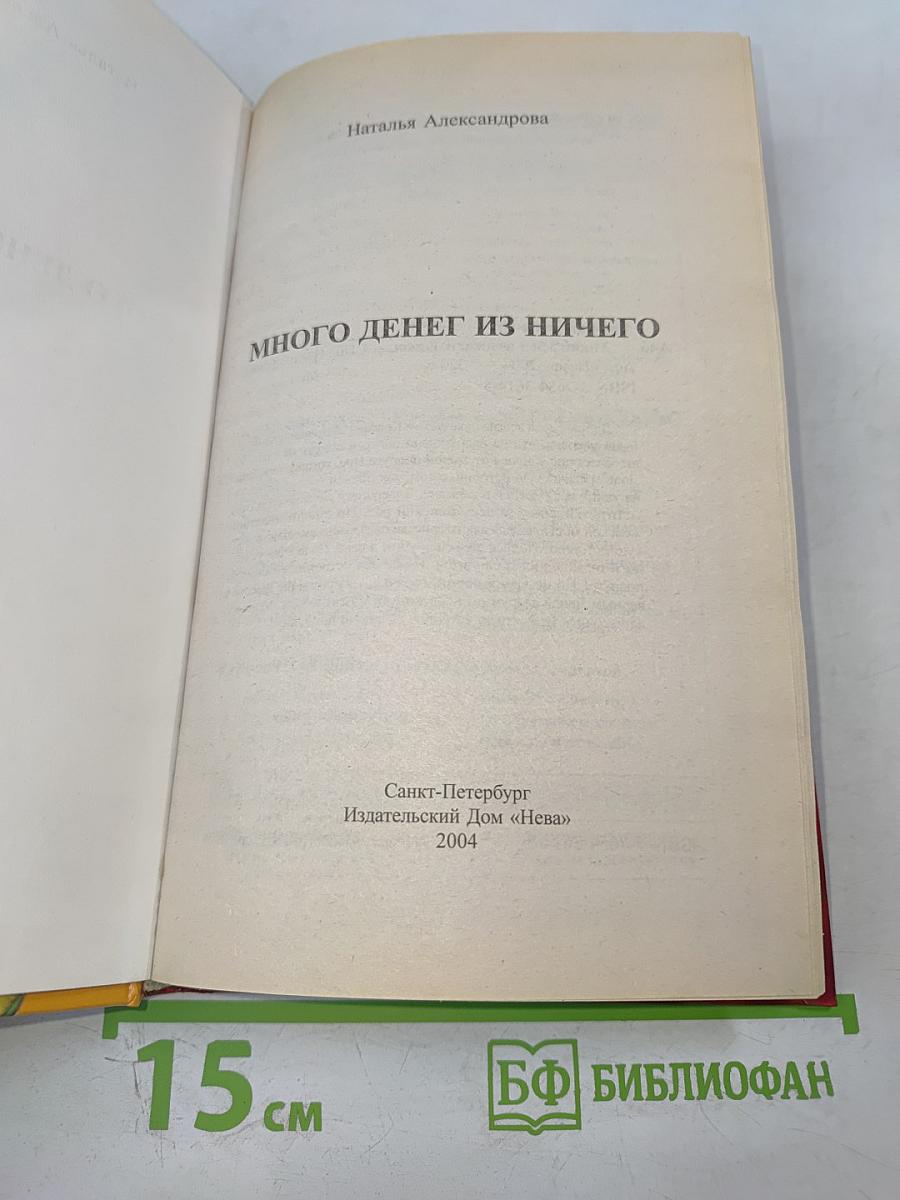 Наталья Александрова
МНОГО ДЕНЕГ ИЗ НИЧЕГО
Санкт-Петербург
Издательский Дом «Нева»
2004
15 см
БФ БИБЛИОФАН